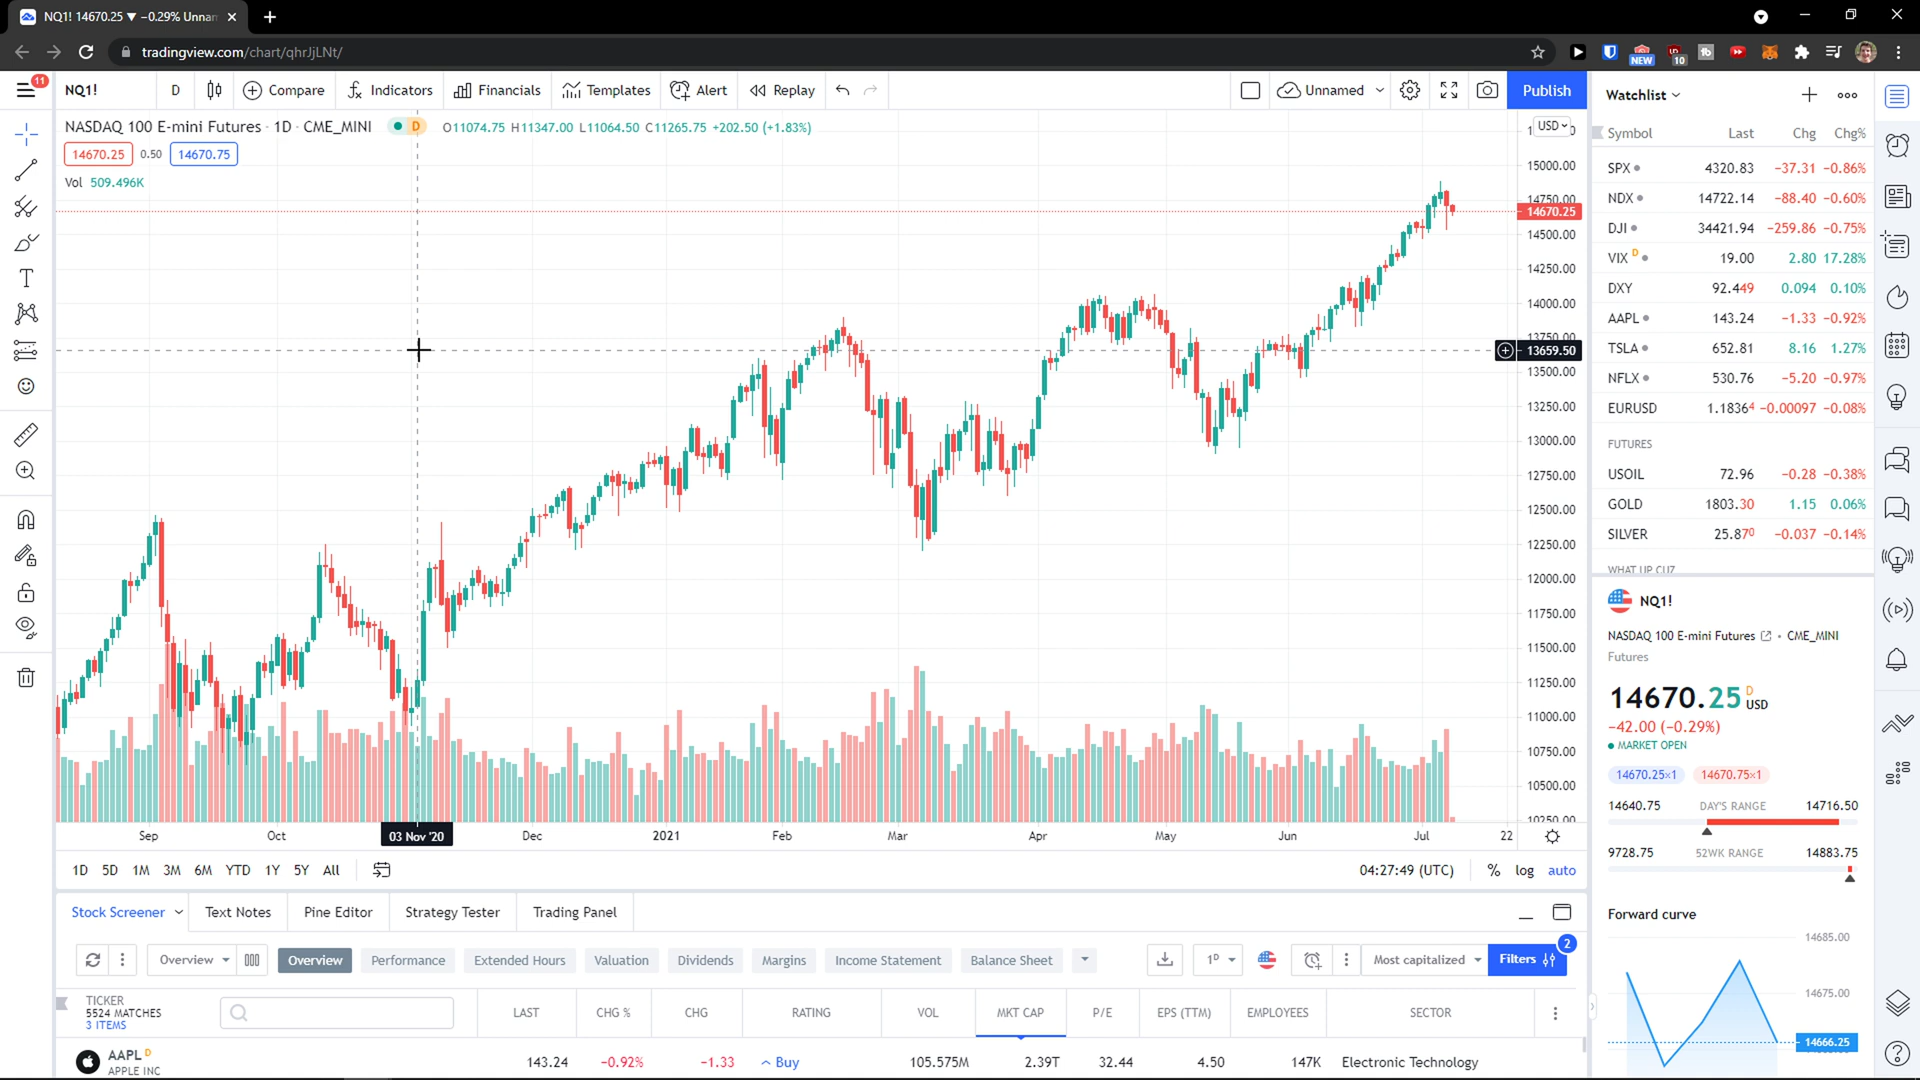 NQ1! 14670.25 ▼ −0.29% Unnam
tradingview.com/chart/qhrJjLNt/
NEW
10
11
NQ1!
D
Compare
Indicators
Financials
Templates
Alert
Replay
Unnamed
Publish
NASDAQ 100 E-mini Futures · 1D · CME_MINI
D
O11074.75 H11347.00 L11064.50 C11265.75 +202.50 (+1.83%)
14670.25 0.50 14670.75
Vol 509.496K
USD
15000.00
14750.00
14670.25
14500.00
14250.00
14000.00
13750.00
13659.50
13500.00
13250.00
13000.00
12750.00
12500.00
12250.00
12000.00
11750.00
11500.00
11250.00
11000.00
10750.00
10500.00
10250.00
Sep Oct 03 Nov '20 Dec 2021 Feb Mar Apr May Jun Jul 22
1D 5D 1M 3M 6M YTD 1Y 5Y All
04:27:49 (UTC) % log auto
Stock Screener Text Notes Pine Editor Strategy Tester Trading Panel
Overview Overview Performance Extended Hours Valuation Dividends Margins Income Statement Balance Sheet 1D Most capitalized Filters 2
TICKER
5524 MATCHES
3 ITEMS
LAST CHG % CHG RATING VOL MKT CAP P/E EPS (TTM) EMPLOYEES SECTOR
AAPL D
APPLE INC
143.24 −0.92% −1.33 Buy 105.575M 2.39T 32.44 4.50 147K Electronic Technology
Watchlist
Symbol Last Chg Chg%
SPX 4320.83 −37.31 −0.86%
NDX 14722.14 −88.40 −0.60%
DJI 34421.94 −259.86 −0.75%
VIX D 19.00 2.80 17.28%
DXY 92.449 0.094 0.10%
AAPL 143.24 −1.33 −0.92%
TSLA 652.81 8.16 1.27%
NFLX 530.76 −5.20 −0.97%
EURUSD 1.18364 −0.00097 −0.08%
FUTURES
USOIL 72.96 −0.28 −0.38%
GOLD 1803.30 1.15 0.06%
SILVER 25.870 −0.037 −0.14%
WHAT UP CUZ
NQ1!
NASDAQ 100 E-mini Futures · CME_MINI
Futures
14670.25 D USD
−42.00 (−0.29%)
MARKET OPEN
14670.25×1 14670.75×1
14640.75 DAY'S RANGE 14716.50
9728.75 52WK RANGE 14883.75
Forward curve
14685.00
14675.00
14666.25